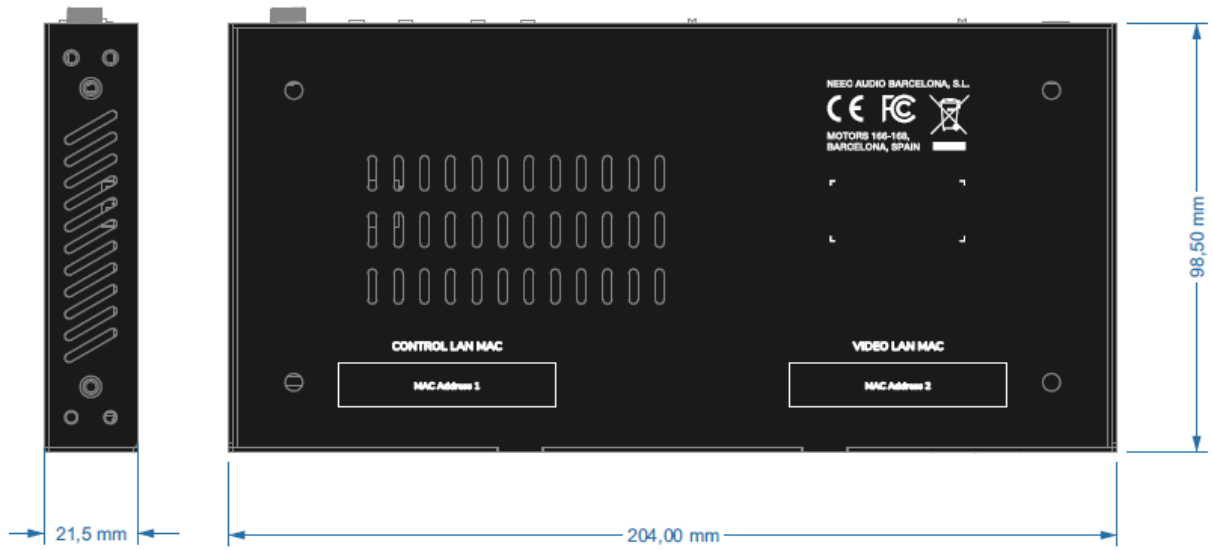 NEEC AUDIO BARCELONA, S.L.
CE FC
MOTORS 166-168,
BARCELONA, SPAIN
CONTROL LAN MAC
MAC Address 1
VIDEO LAN MAC
MAC Address 2
98,50 mm
21,5 mm
204,00 mm